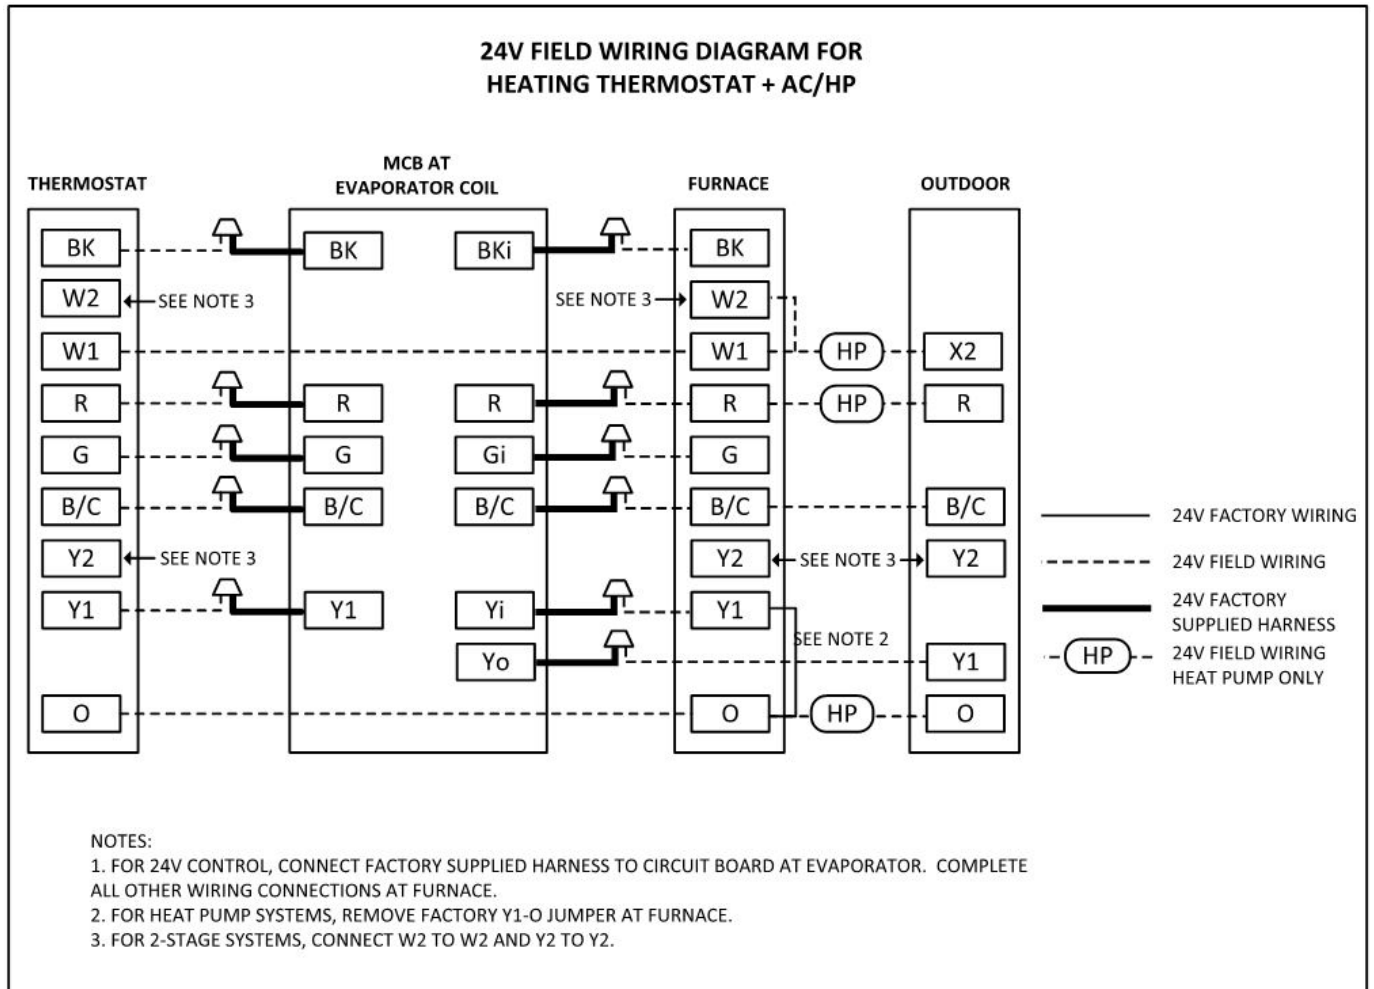 24V FIELD WIRING DIAGRAM FOR
HEATING THERMOSTAT + AC/HP
THERMOSTAT
MCB AT
EVAPORATOR COIL
FURNACE
OUTDOOR
BK BK BKi BK
W2 SEE NOTE 3 SEE NOTE 3 W2
W1 W1 HP X2
R R R R HP R
G G Gi G
B/C B/C B/C B/C B/C
Y2 SEE NOTE 3 Y2 SEE NOTE 3 Y2
Y1 Y1 Yi Y1
SEE NOTE 2
Yo Y1
O O HP O
24V FACTORY WIRING
24V FIELD WIRING
24V FACTORY
SUPPLIED HARNESS
HP 24V FIELD WIRING
HEAT PUMP ONLY
NOTES:
1. FOR 24V CONTROL, CONNECT FACTORY SUPPLIED HARNESS TO CIRCUIT BOARD AT EVAPORATOR. COMPLETE
ALL OTHER WIRING CONNECTIONS AT FURNACE.
2. FOR HEAT PUMP SYSTEMS, REMOVE FACTORY Y1-O JUMPER AT FURNACE.
3. FOR 2-STAGE SYSTEMS, CONNECT W2 TO W2 AND Y2 TO Y2.